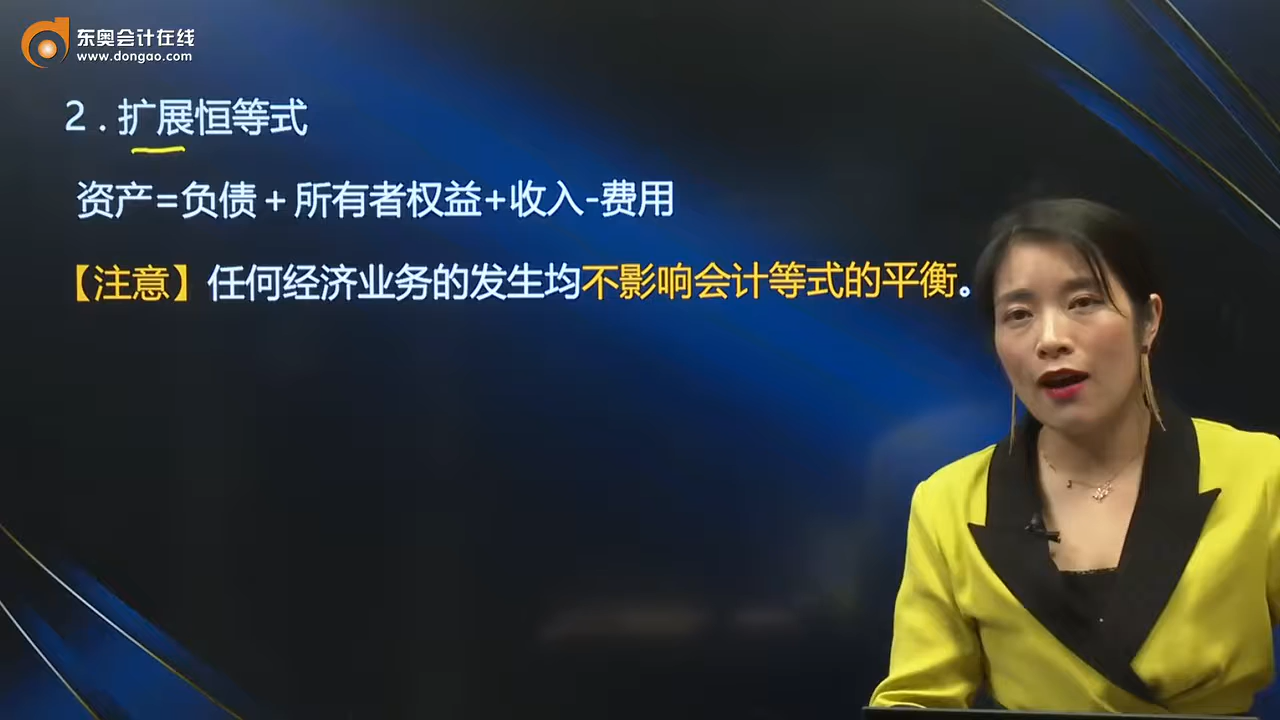 东奥会计在线
www.dongao.com
2 . 扩展恒等式
资产=负债+所有者权益+收入-费用
【注意】任何经济业务的发生均不影响会计等式的平衡。